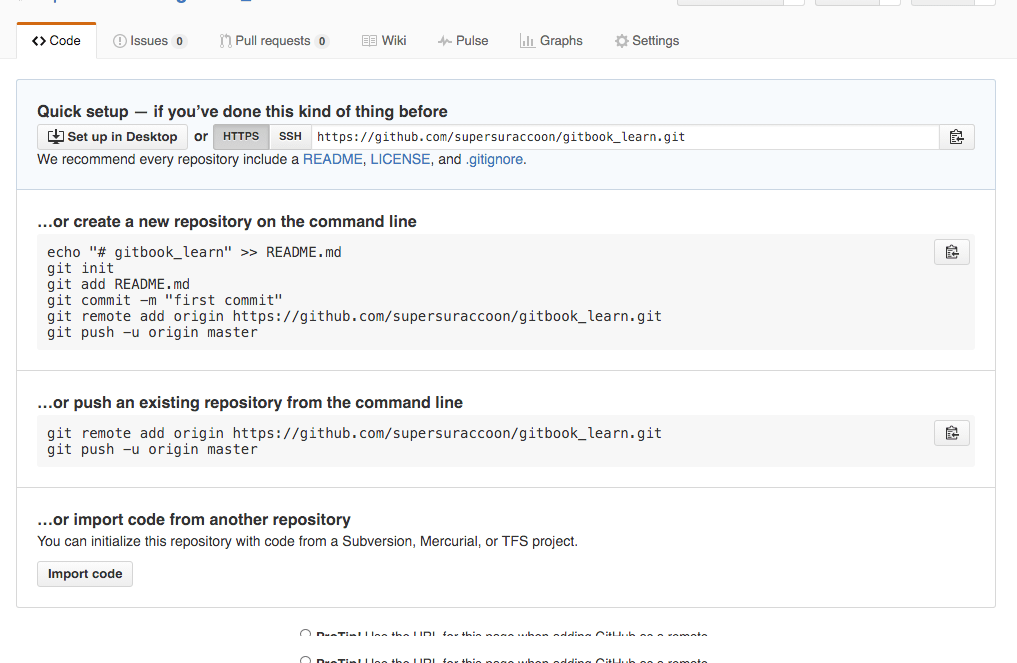 Code Issues 0 Pull requests 0 Wiki Pulse Graphs Settings
Quick setup — if you’ve done this kind of thing before
Set up in Desktop or HTTPS SSH https://github.com/supersuraccoon/gitbook_learn.git
We recommend every repository include a README, LICENSE, and .gitignore.
…or create a new repository on the command line
echo "# gitbook_learn" >> README.md
git init
git add README.md
git commit -m "first commit"
git remote add origin https://github.com/supersuraccoon/gitbook_learn.git
git push -u origin master
…or push an existing repository from the command line
git remote add origin https://github.com/supersuraccoon/gitbook_learn.git
git push -u origin master
…or import code from another repository
You can initialize this repository with code from a Subversion, Mercurial, or TFS project.
Import code
ProTip! Use the URL for this page when adding GitHub as a remote.
ProTip! Use the URL for this page when adding GitHub as a remote.